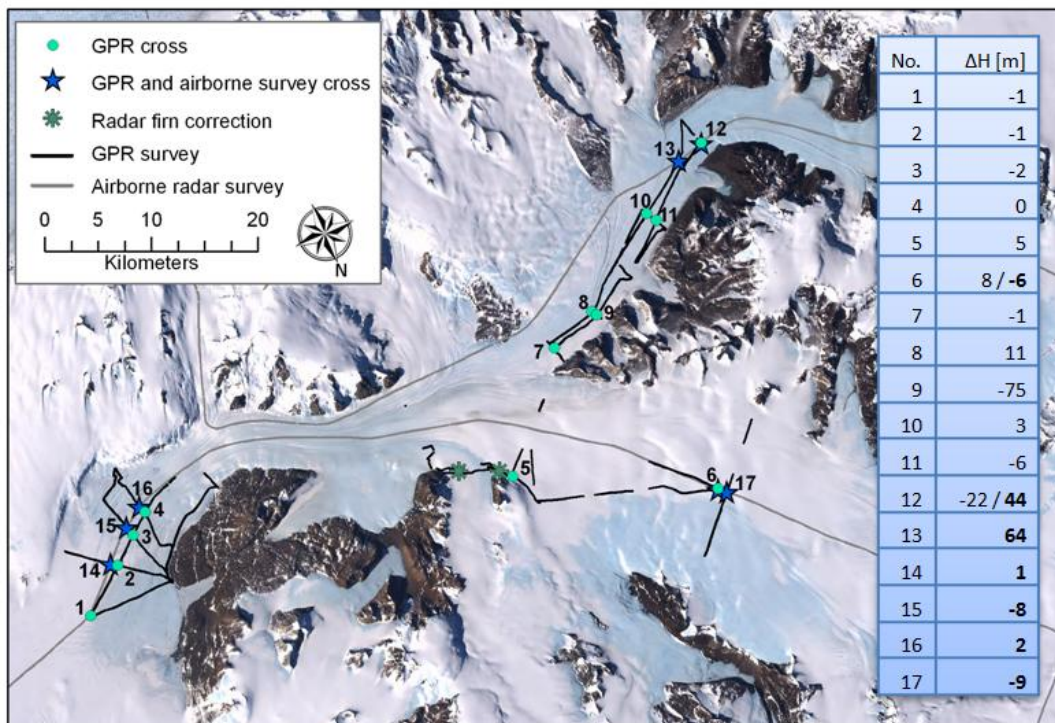 GPR cross
GPR and airborne survey cross
Radar firn correction
GPR survey
Airborne radar survey
0 10 20
Kilometers
N
12
13
10
11
8
9
7
5
6
17
16
4
15
3
14
2
1
No. ΔH [m]
1 -1
2 -1
3 -2
4 0
5 5
6 8 / -6
7 -1
8 11
9 -75
10 3
11 -6
12 -22 / 44
13 64
14 1
15 -8
16 2
17 -9